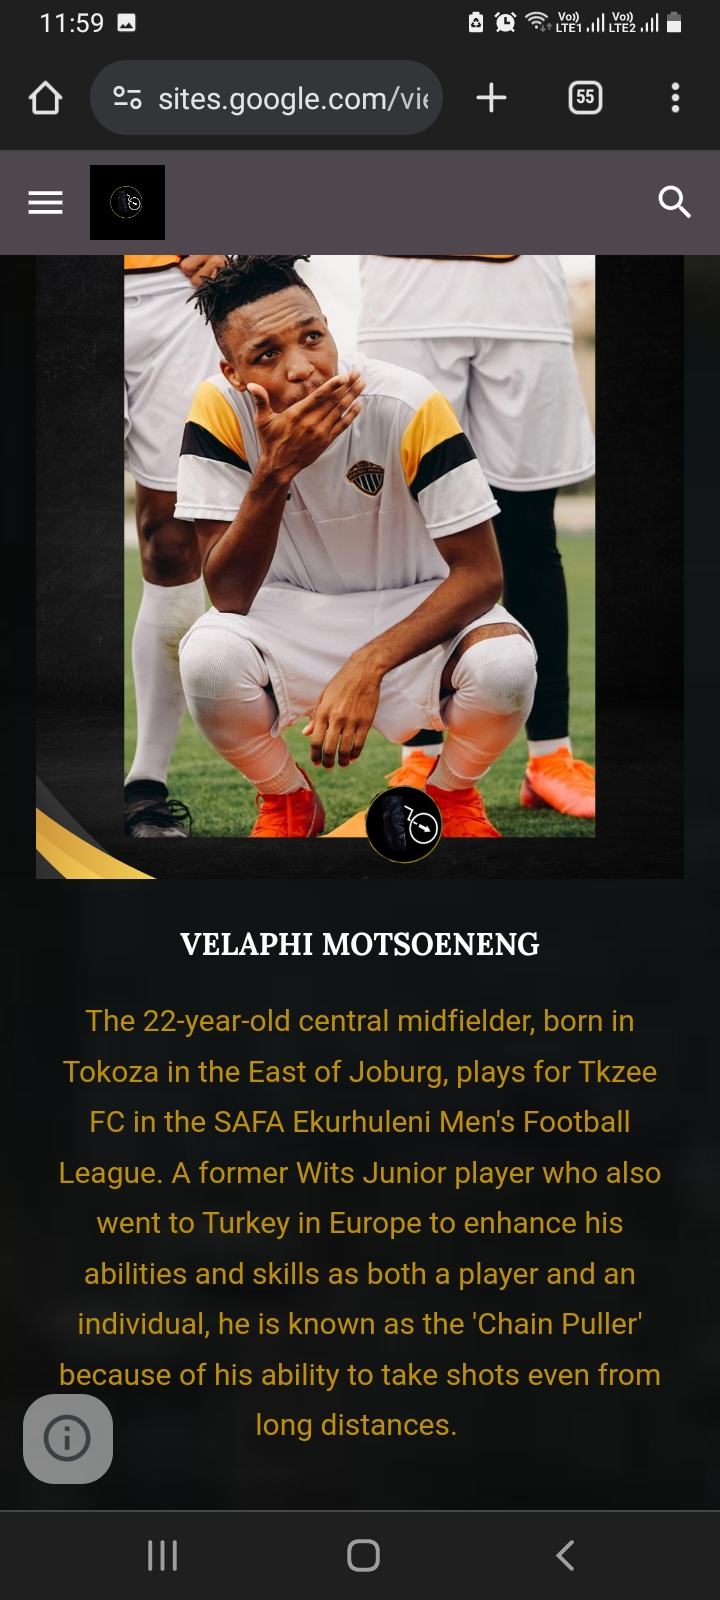 11:59
Vo)) LTE1
Vo)) LTE2
sites.google.com/vie
55
VELAPHI MOTSOENENG
The 22-year-old central midfielder, born in
Tokoza in the East of Joburg, plays for Tkzee
FC in the SAFA Ekurhuleni Men's Football
League. A former Wits Junior player who also
went to Turkey in Europe to enhance his
abilities and skills as both a player and an
individual, he is known as the 'Chain Puller'
because of his ability to take shots even from
long distances.